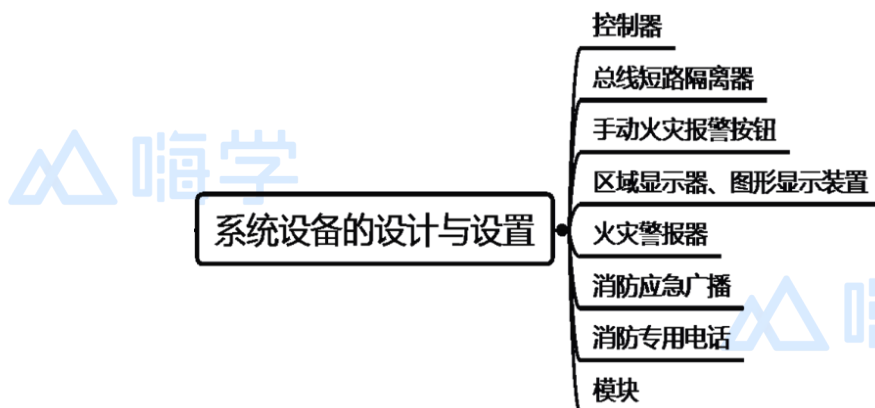 控制器
总线短路隔离器
手动火灾报警按钮
嗨学
区域显示器、图形显示装置
系统设备的设计与设置
火灾警报器
消防应急广播
消防专用电话
模块